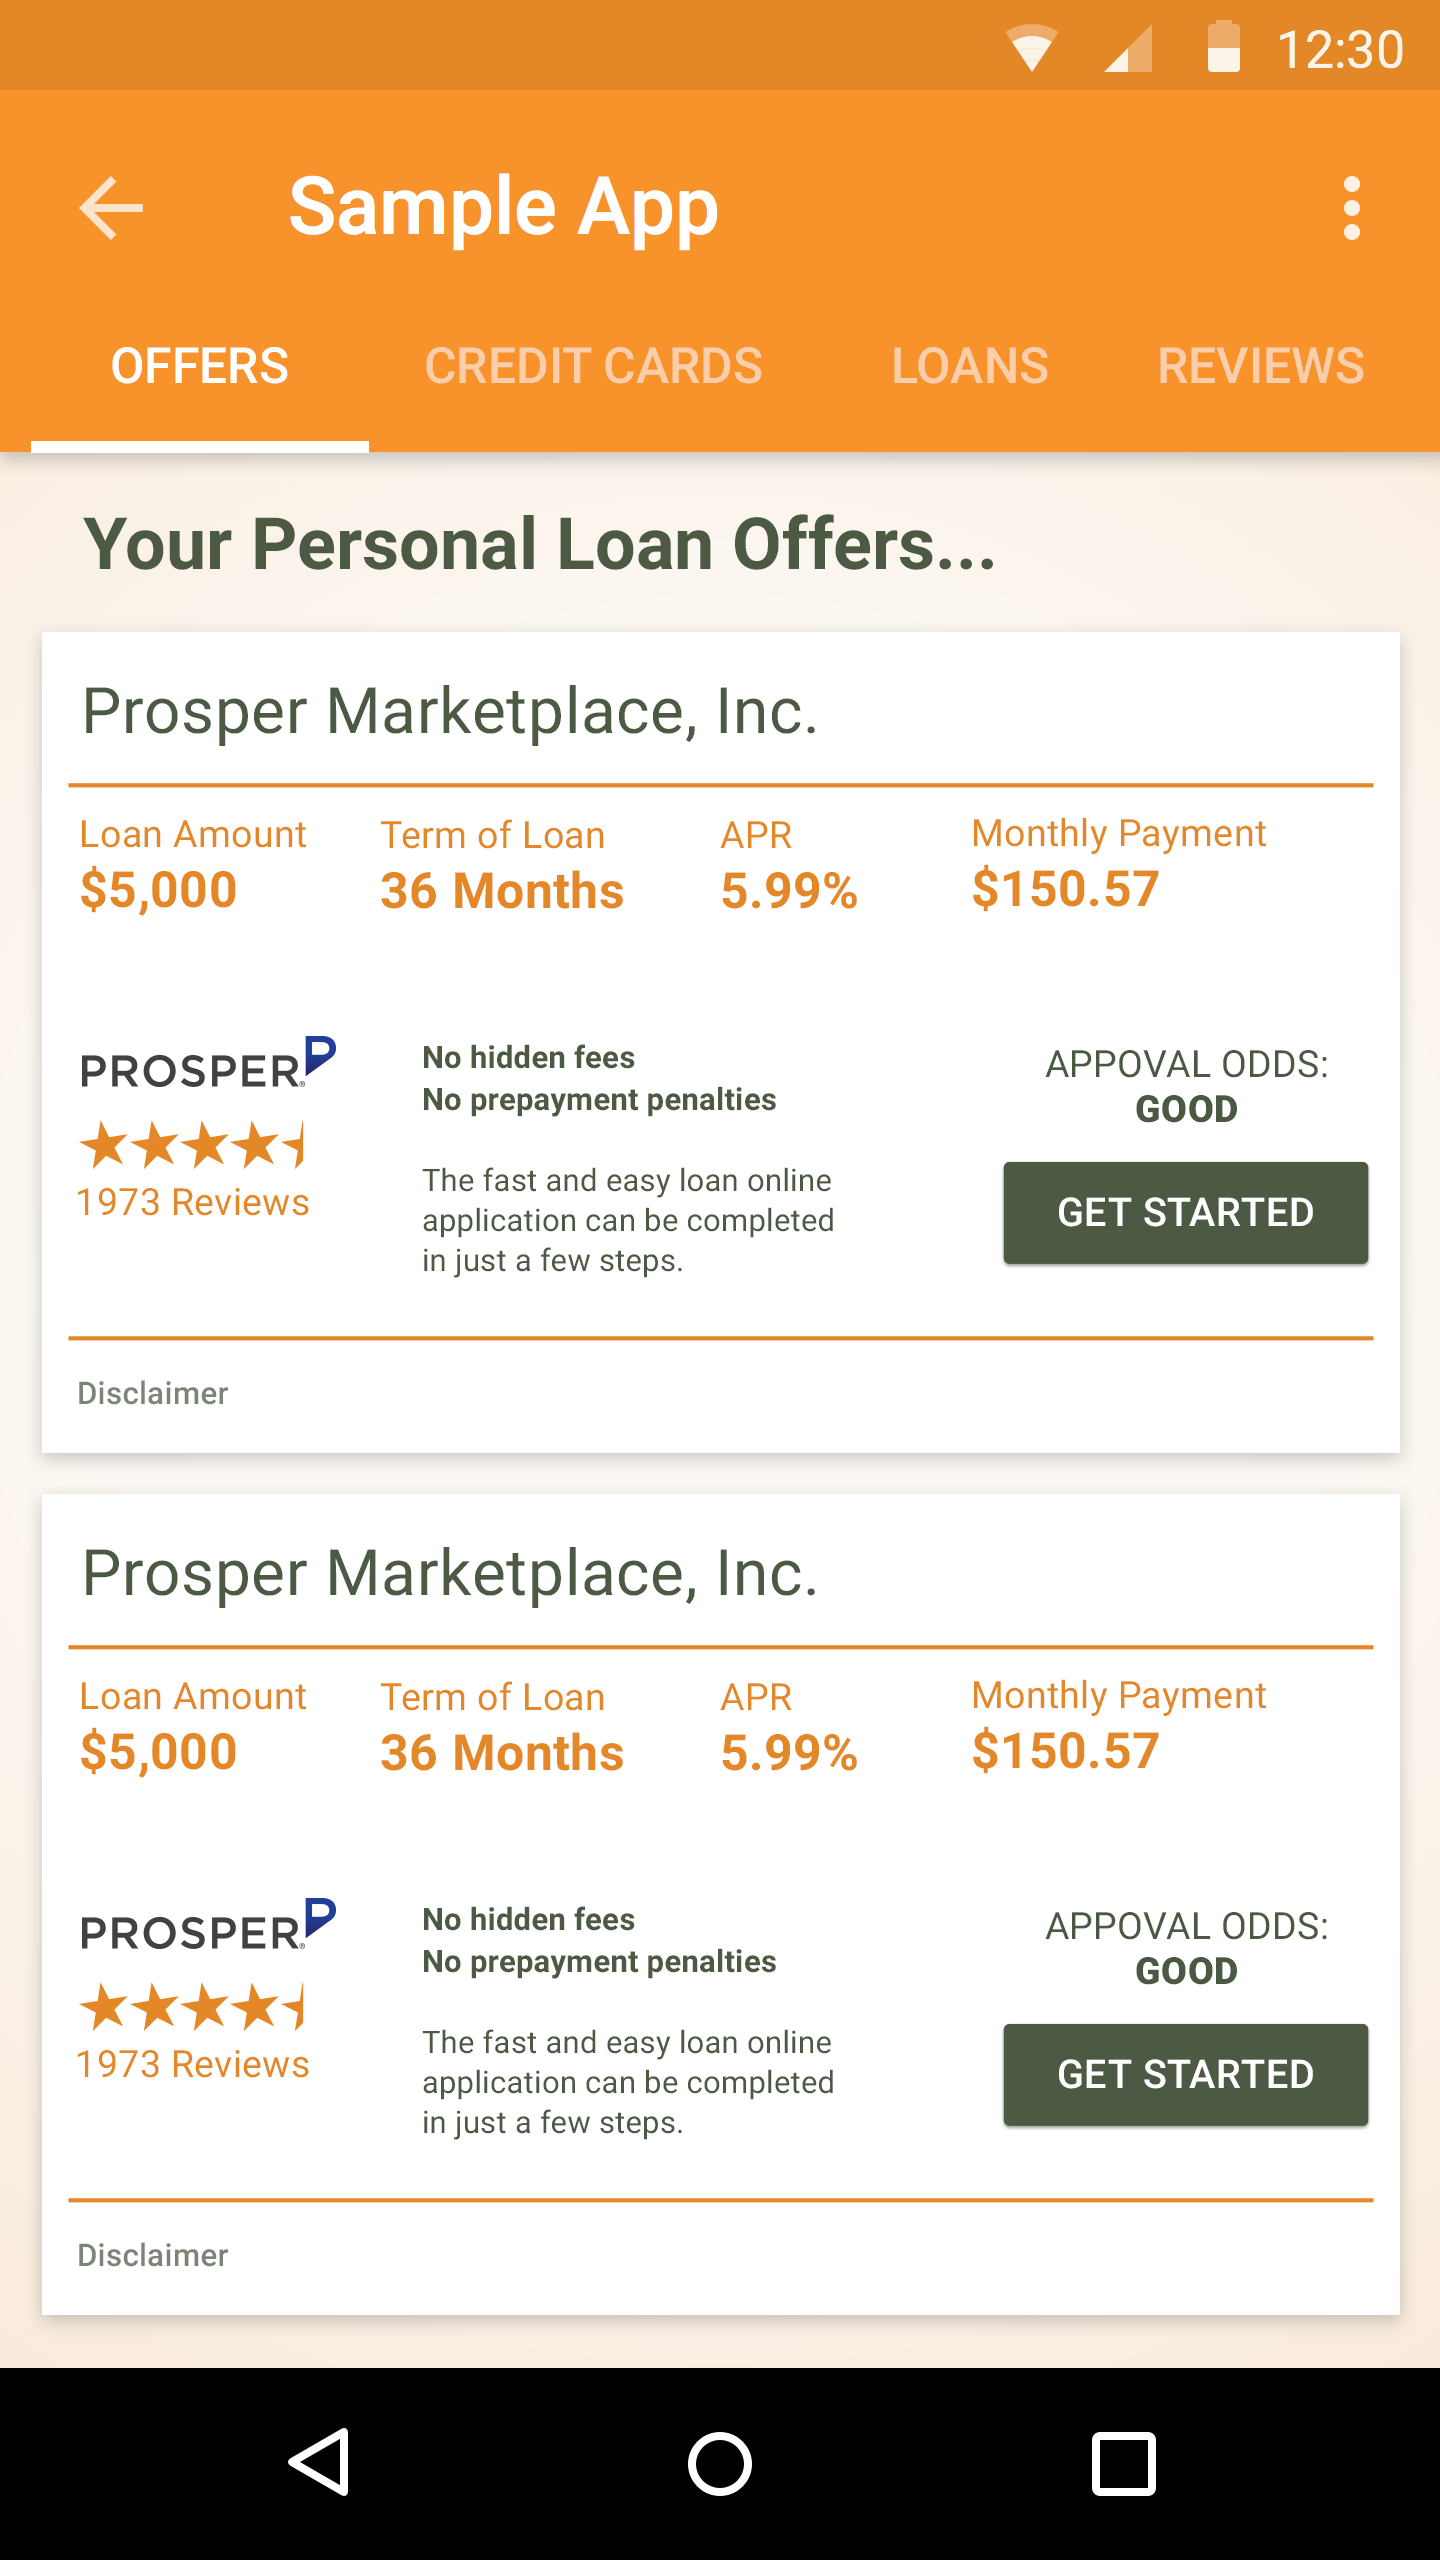 12:30
Sample App
OFFERS CREDIT CARDS LOANS REVIEWS
Your Personal Loan Offers...
Prosper Marketplace, Inc.
Loan Amount Term of Loan APR Monthly Payment
$5,000 36 Months 5.99% $150.57
PROSPER
1973 Reviews
No hidden fees
No prepayment penalties
The fast and easy loan online
application can be completed
in just a few steps.
APPOVAL ODDS:
GOOD
GET STARTED
Disclaimer
Prosper Marketplace, Inc.
Loan Amount Term of Loan APR Monthly Payment
$5,000 36 Months 5.99% $150.57
PROSPER
1973 Reviews
No hidden fees
No prepayment penalties
The fast and easy loan online
application can be completed
in just a few steps.
APPOVAL ODDS:
GOOD
GET STARTED
Disclaimer